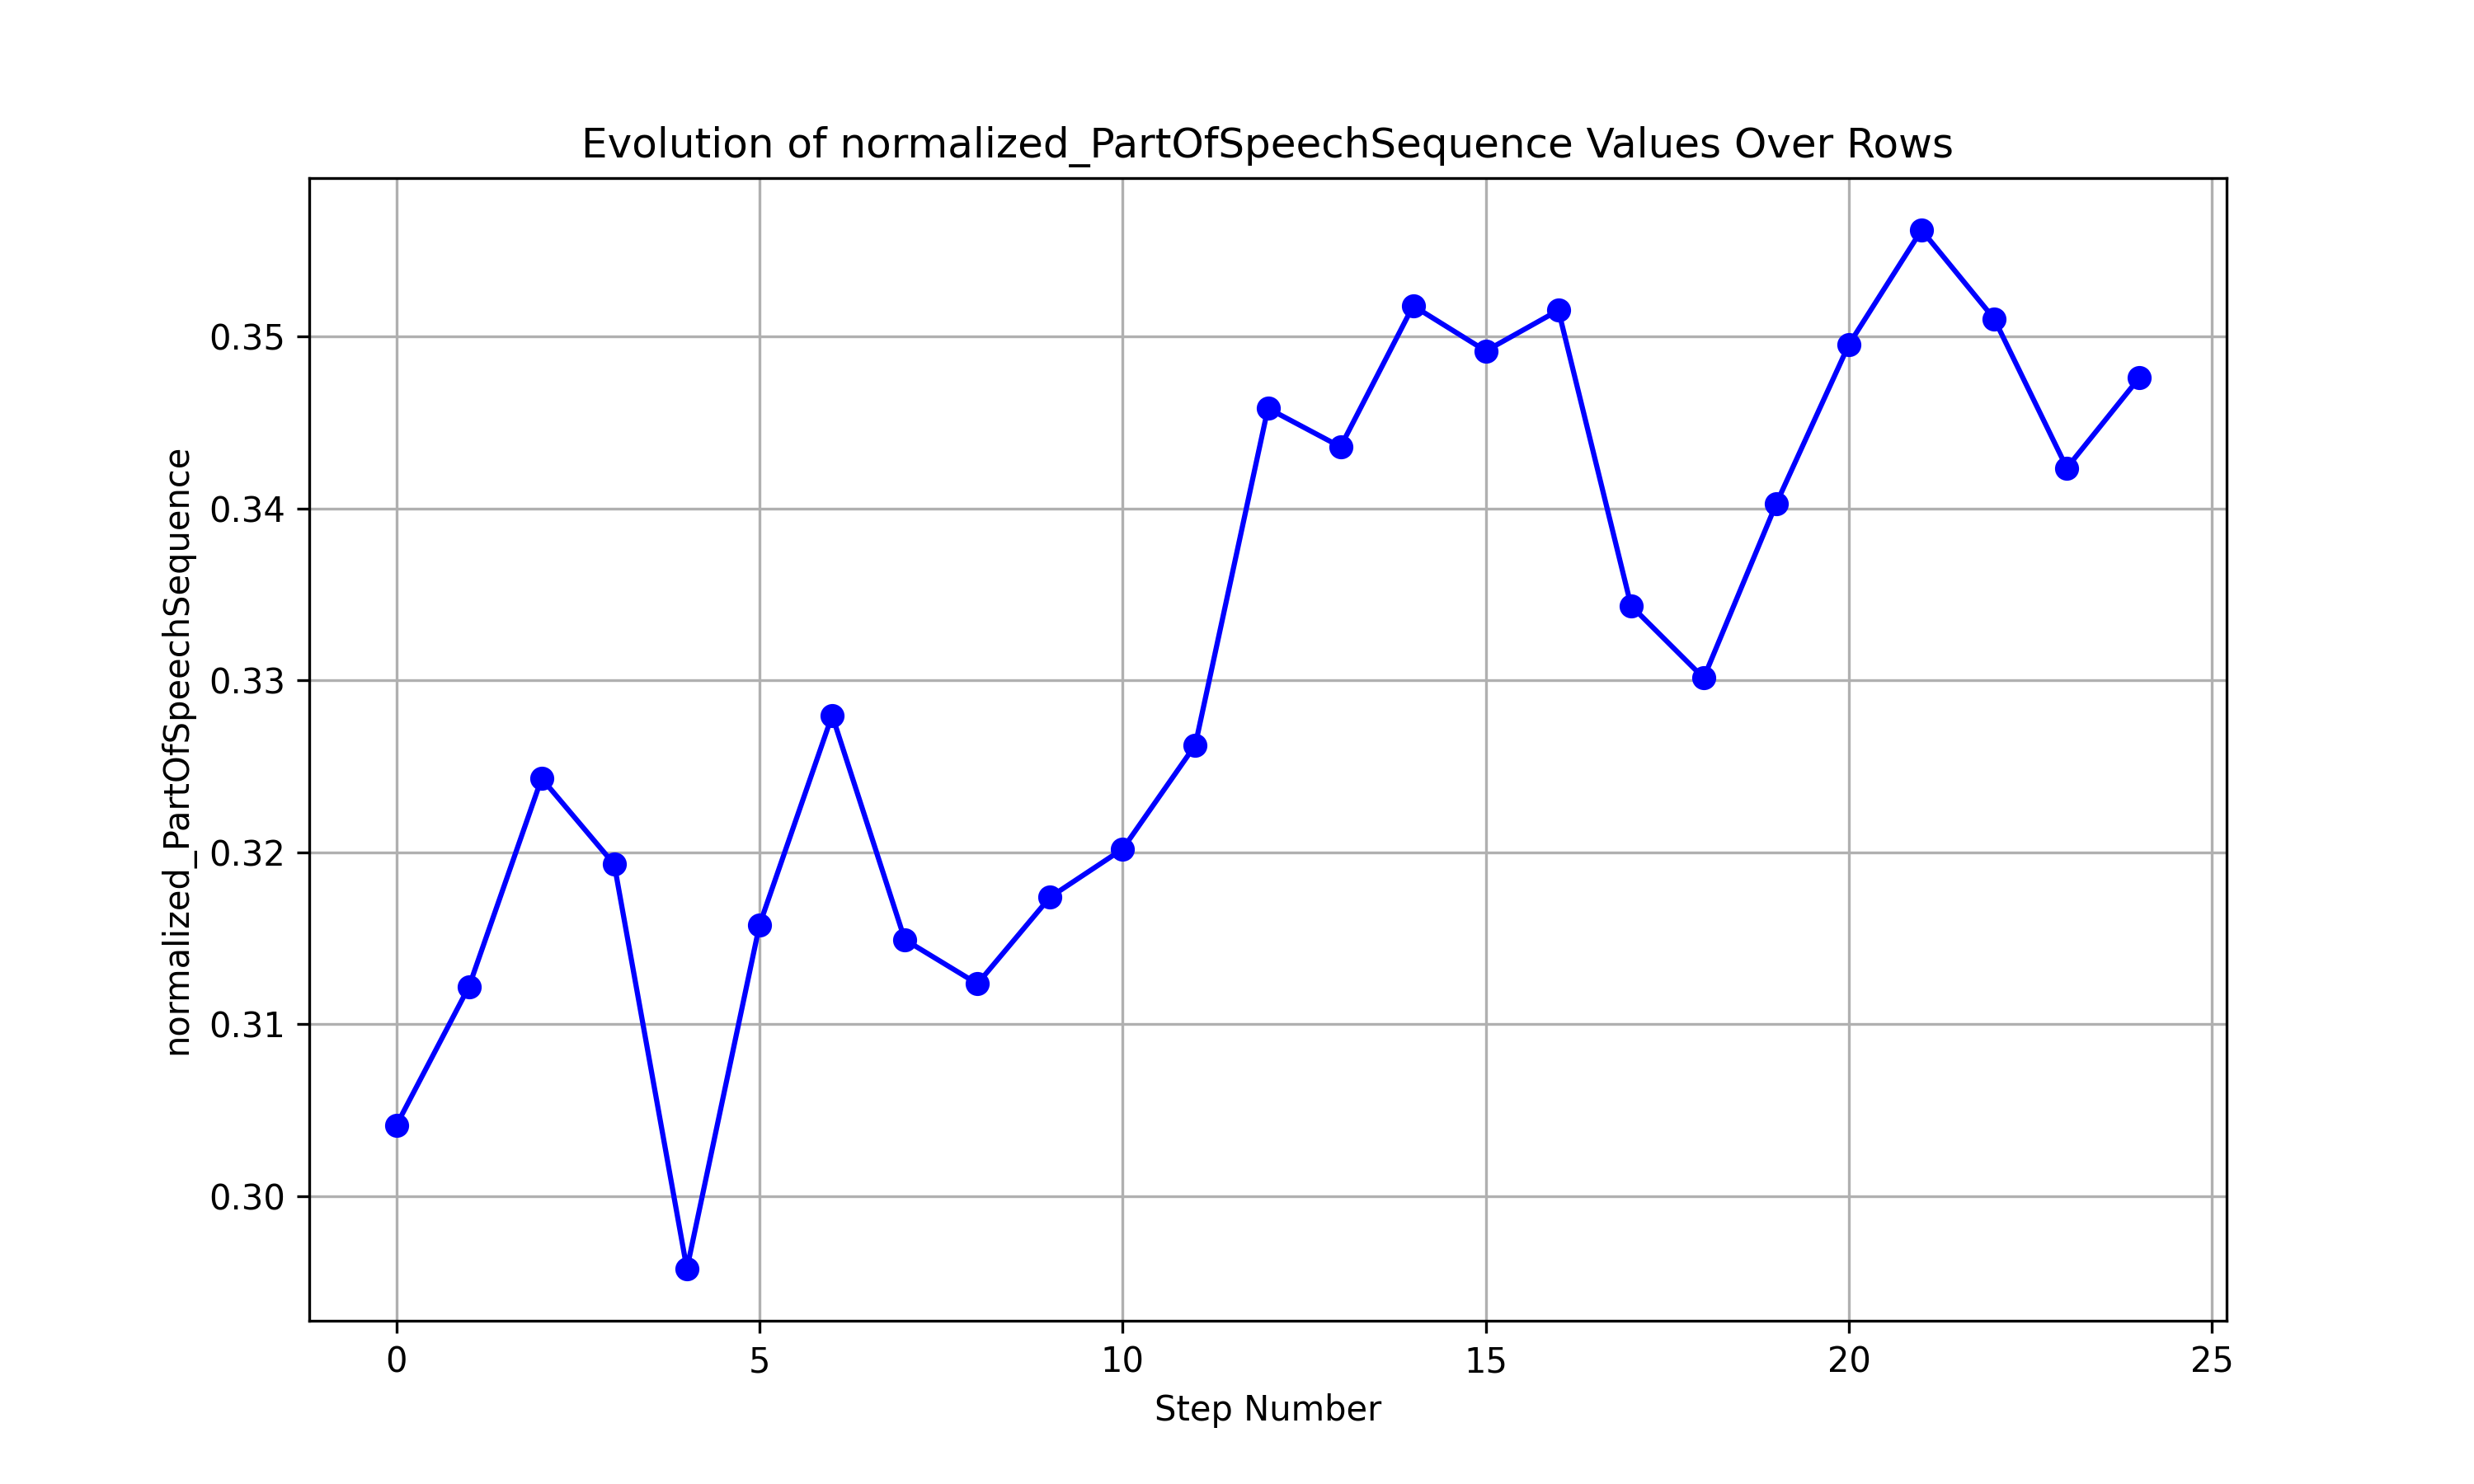 Evolution of normalized_PartOfSpeechSequence Values Over Rows
normalized_PartOfSpeechSequence
0.35
0.34
0.33
0.32
0.31
0.30
0 5 10 15 20 25
Step Number